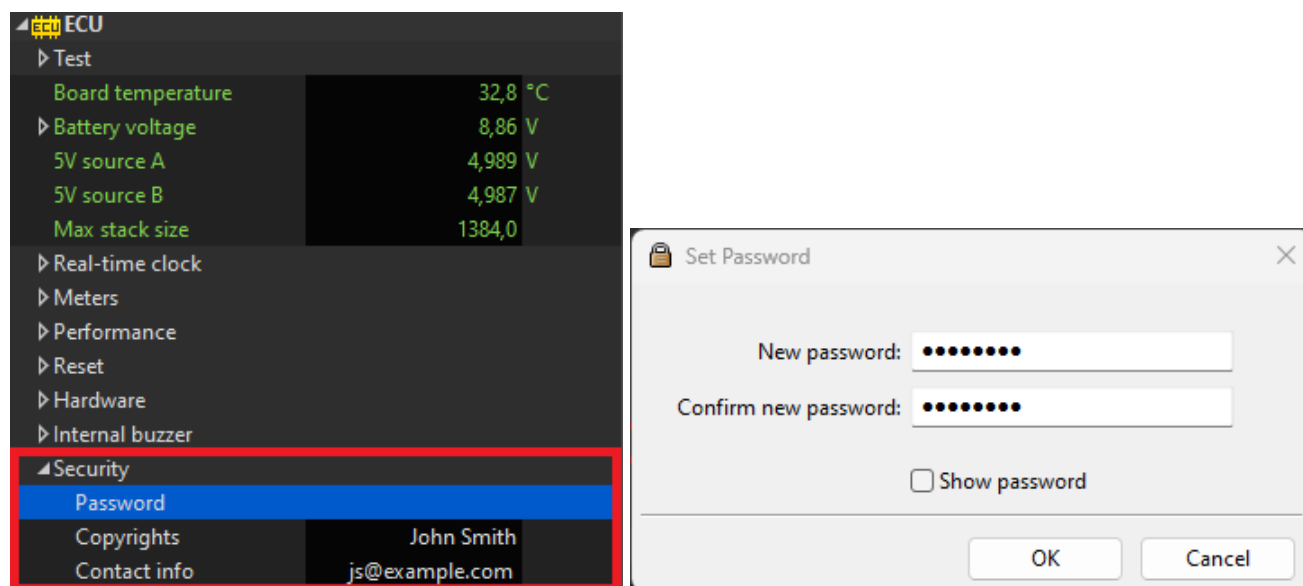 ECU ECU
Test
Board temperature 32,8 °C
Battery voltage 8,86 V
5V source A 4,989 V
5V source B 4,987 V
Max stack size 1384,0
Real-time clock
Meters
Performance
Reset
Hardware
Internal buzzer
Security
Password
Copyrights John Smith
Contact info js@example.com
Set Password
New password: ••••••••
Confirm new password: ••••••••
Show password
OK Cancel